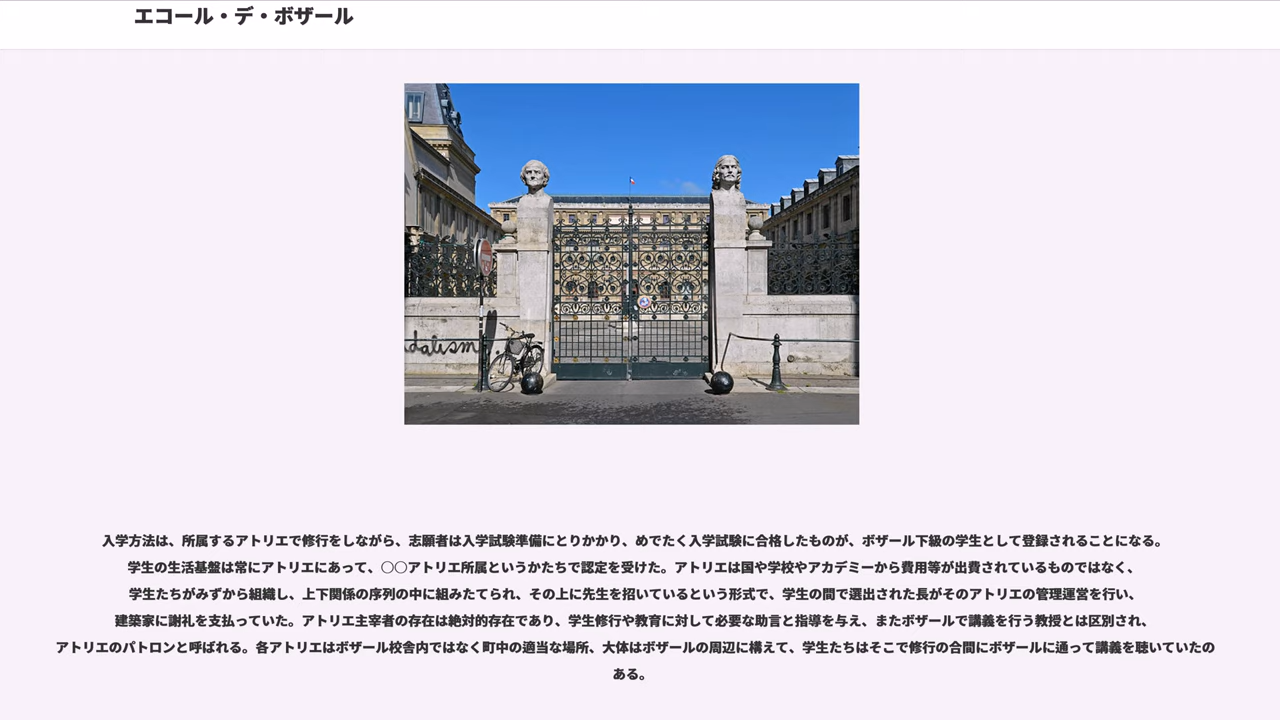 エコール・デ・ボザール
dalism
入学方法は、所属するアトリエで修行をしながら、志願者は入学試験準備にとりかかり、めでたく入学試験に合格したものが、ボザール下級の学生として登録されることになる。
学生の生活基盤は常にアトリエにあって、〇〇アトリエ所属というかたちで認定を受けた。アトリエは国や学校やアカデミーから費用等が出費されているものではなく、
学生たちがみずから組織し、上下関係の序列の中に組みたてられ、その上に先生を招いているという形式で、学生の間で選出された長がそのアトリエの管理運営を行い、
建築家に謝礼を支払っていた。アトリエ主宰者の存在は絶対的存在であり、学生修行や教育に対して必要な助言と指導を与え、またボザールで講義を行う教授とは区別され、
アトリエのパトロンと呼ばれる。各アトリエはボザール校舎内ではなく町中の適当な場所、大体はボザールの周辺に構えて、学生たちはそこで修行の合間にボザールに通って講義を聴いていたの
ある。